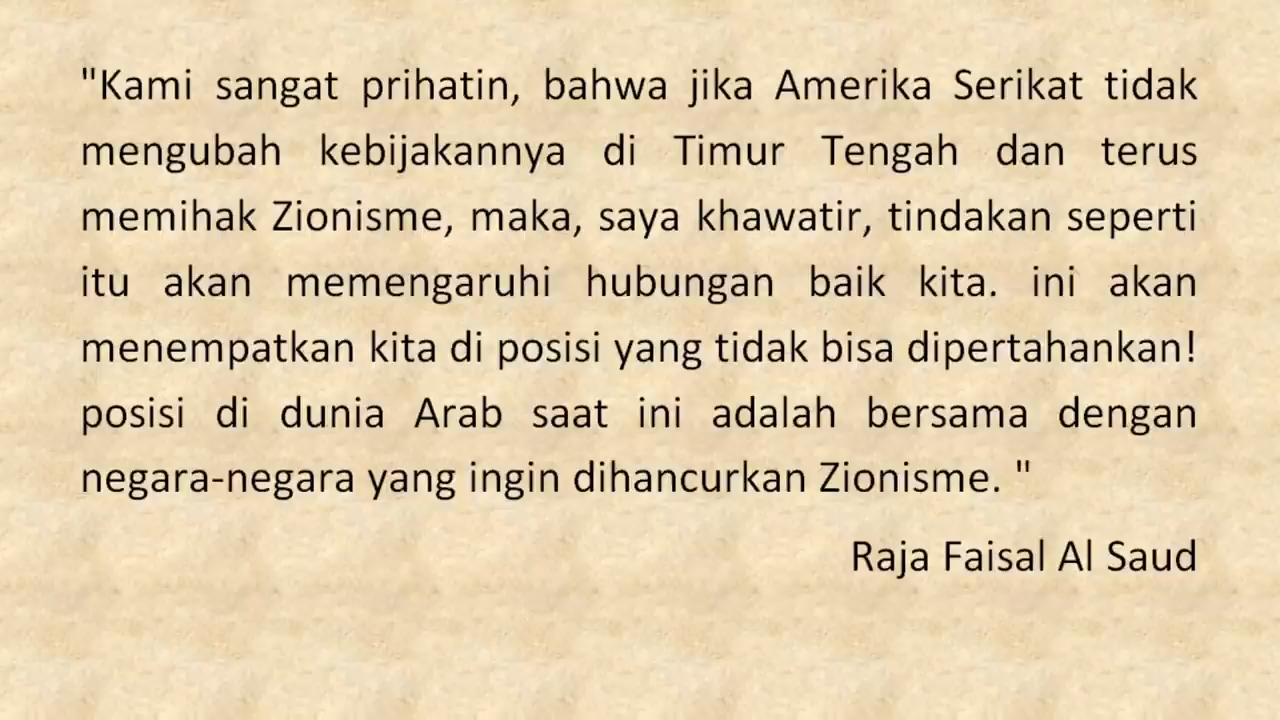 "Kami sangat prihatin, bahwa jika Amerika Serikat tidak
mengubah kebijakannya di Timur Tengah dan terus
memihak Zionisme, maka, saya khawatir, tindakan seperti
itu akan memengaruhi hubungan baik kita. ini akan
menempatkan kita di posisi yang tidak bisa dipertahankan!
posisi di dunia Arab saat ini adalah bersama dengan
negara-negara yang ingin dihancurkan Zionisme. "
Raja Faisal Al Saud